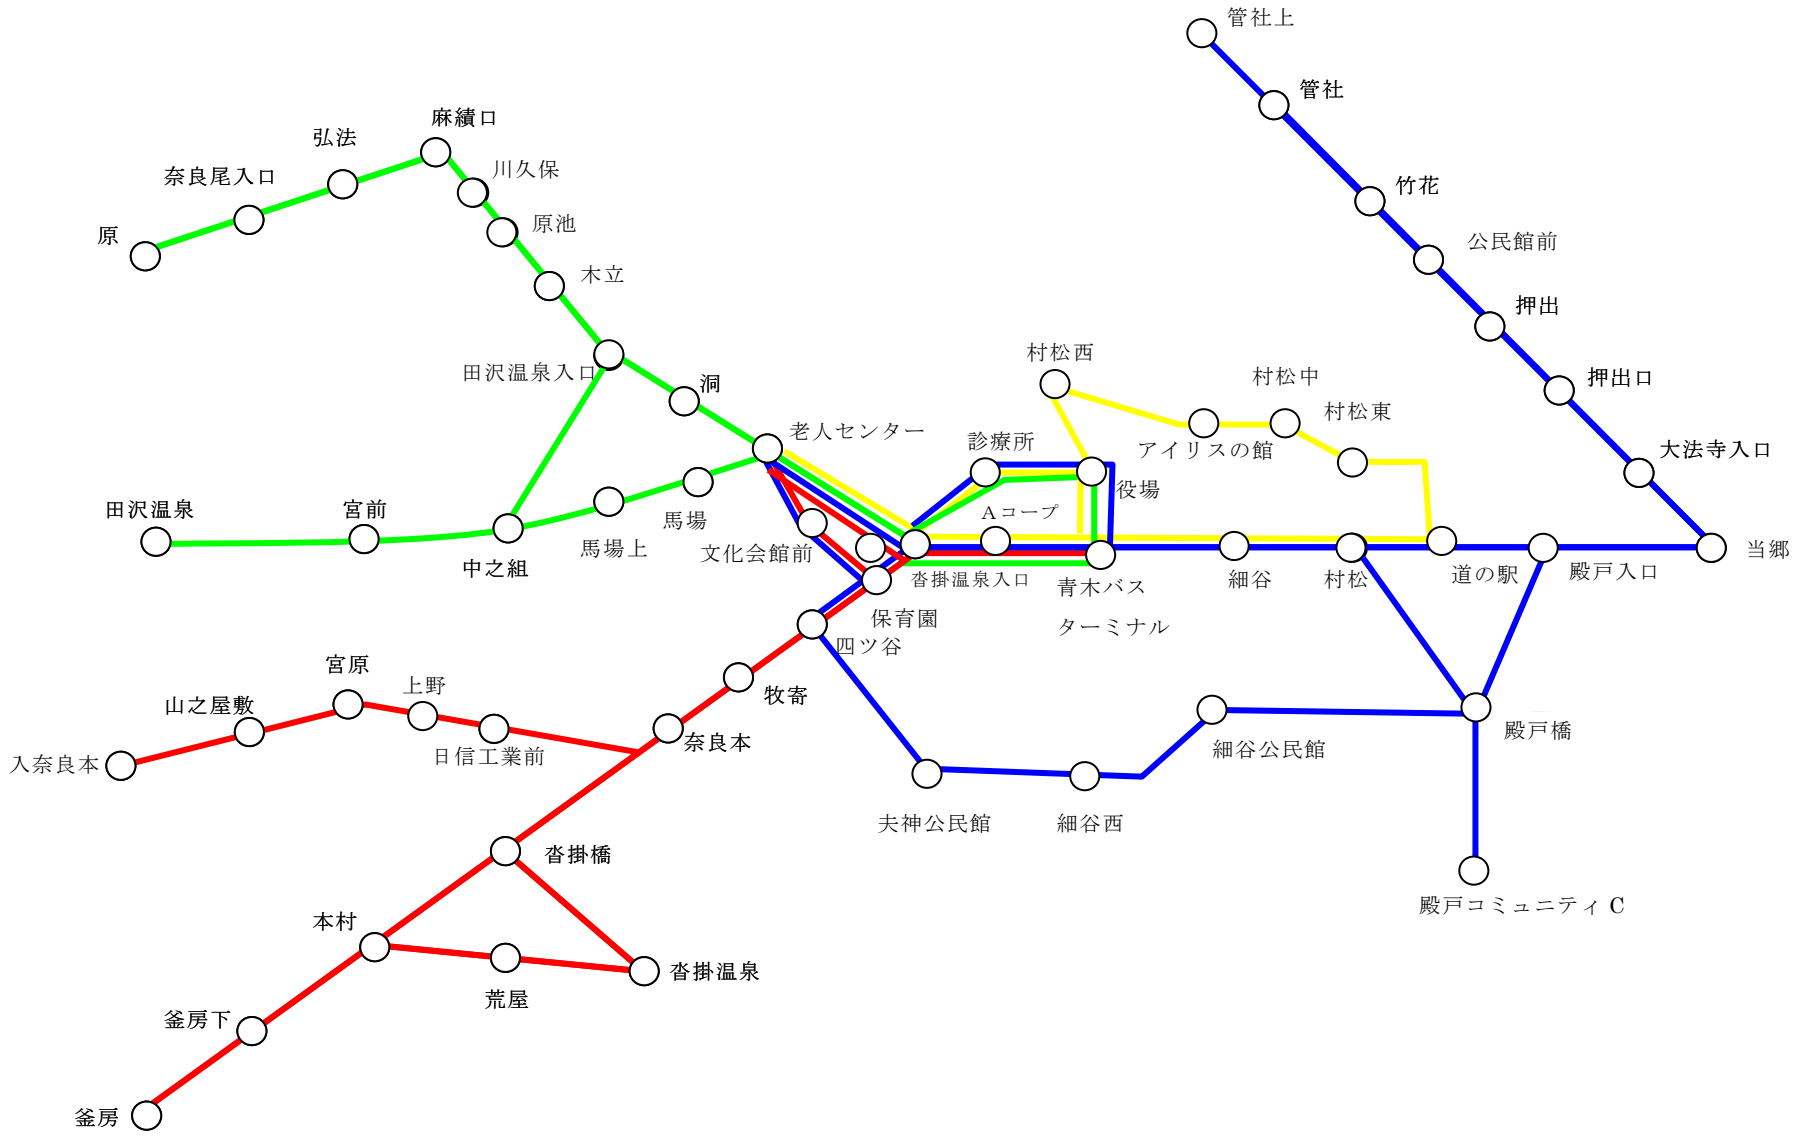 管社上
管社
麻績口
弘法
川久保
奈良尾入口
竹花
原池
原
公民館前
木立
押出
村松西
田沢温泉入口
洞
村松中
押出口
村松東
老人センター
診療所
アイリスの館
大法寺入口
役場
田沢温泉
宮前
馬場
Aコープ
馬場上
文化会館前
当郷
中之組
沓掛温泉入口
青木バス
ターミナル
細谷
村松
道の駅
殿戸入口
保育園
四ツ谷
宮原
上野
山之屋敷
牧寄
入奈良本
日信工業前
奈良本
細谷公民館
殿戸橋
夫神公民館
細谷西
沓掛橋
殿戸コミュニティC
本村
沓掛温泉
荒屋
釜房下
釜房